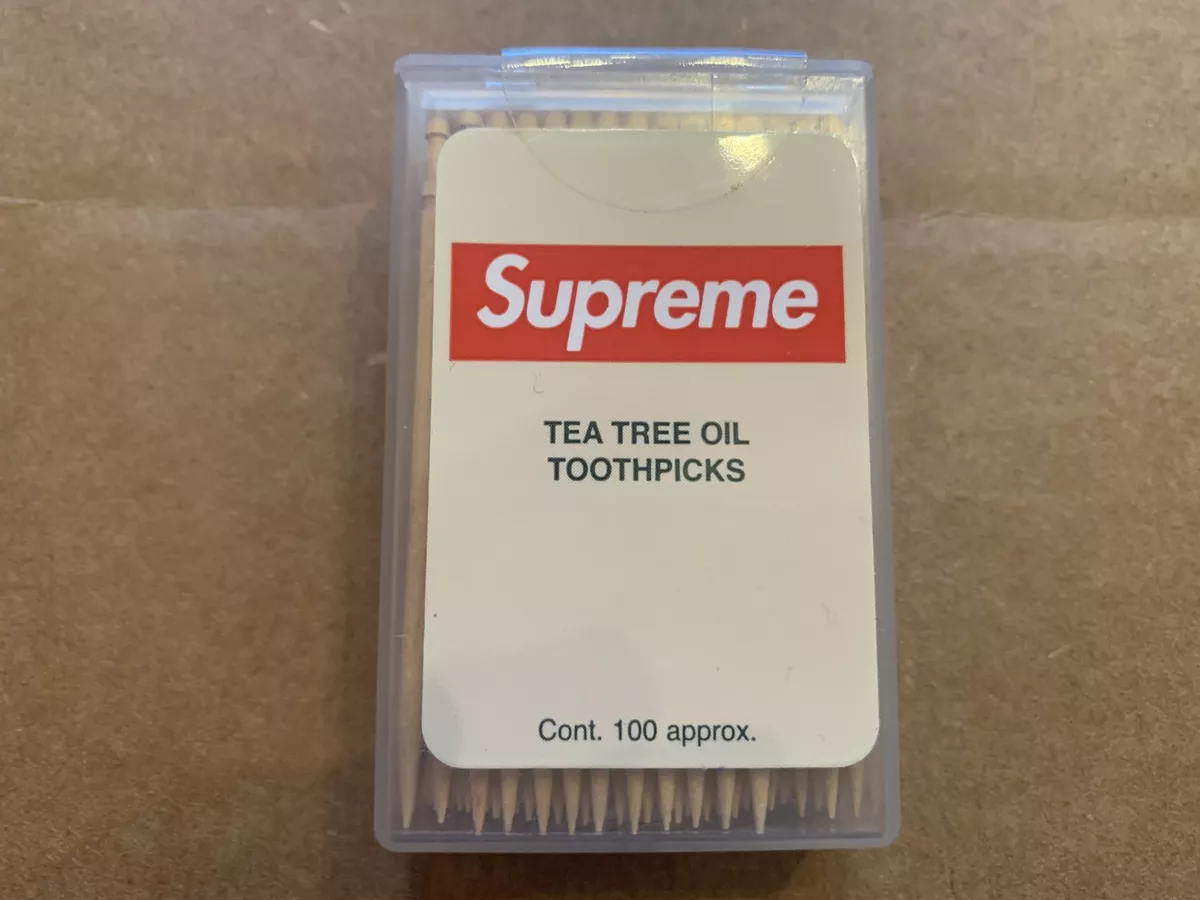 Supreme
TEA TREE OIL
TOOTHPICKS
Cont. 100 approx.